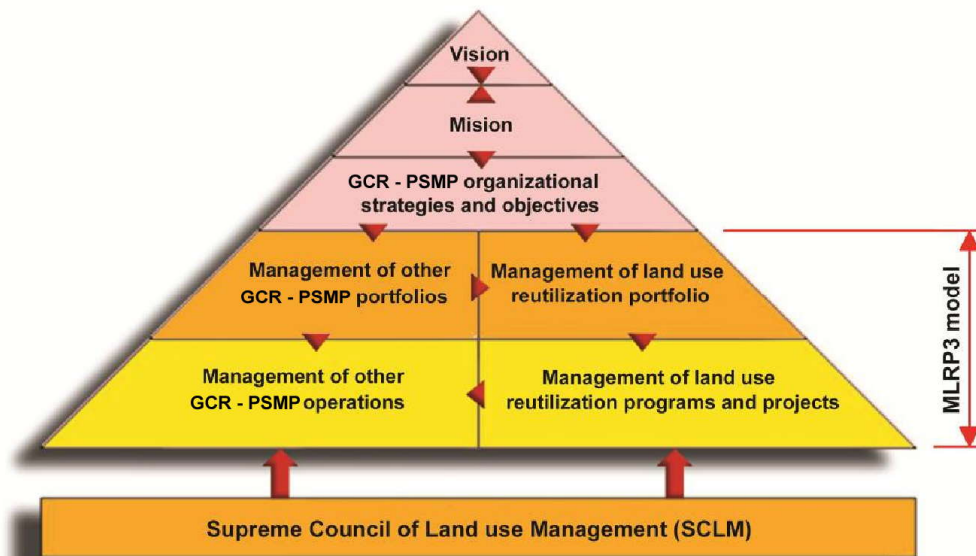 Vision
Mision
GCR - PSMP organizational
strategies and objectives
Management of other
GCR - PSMP portfolios
Management of land use
reutilization portfolio
Management of other
GCR - PSMP operations
Management of land use
reutilization programs and projects
MLRP3 model
Supreme Council of Land use Management (SCLM)